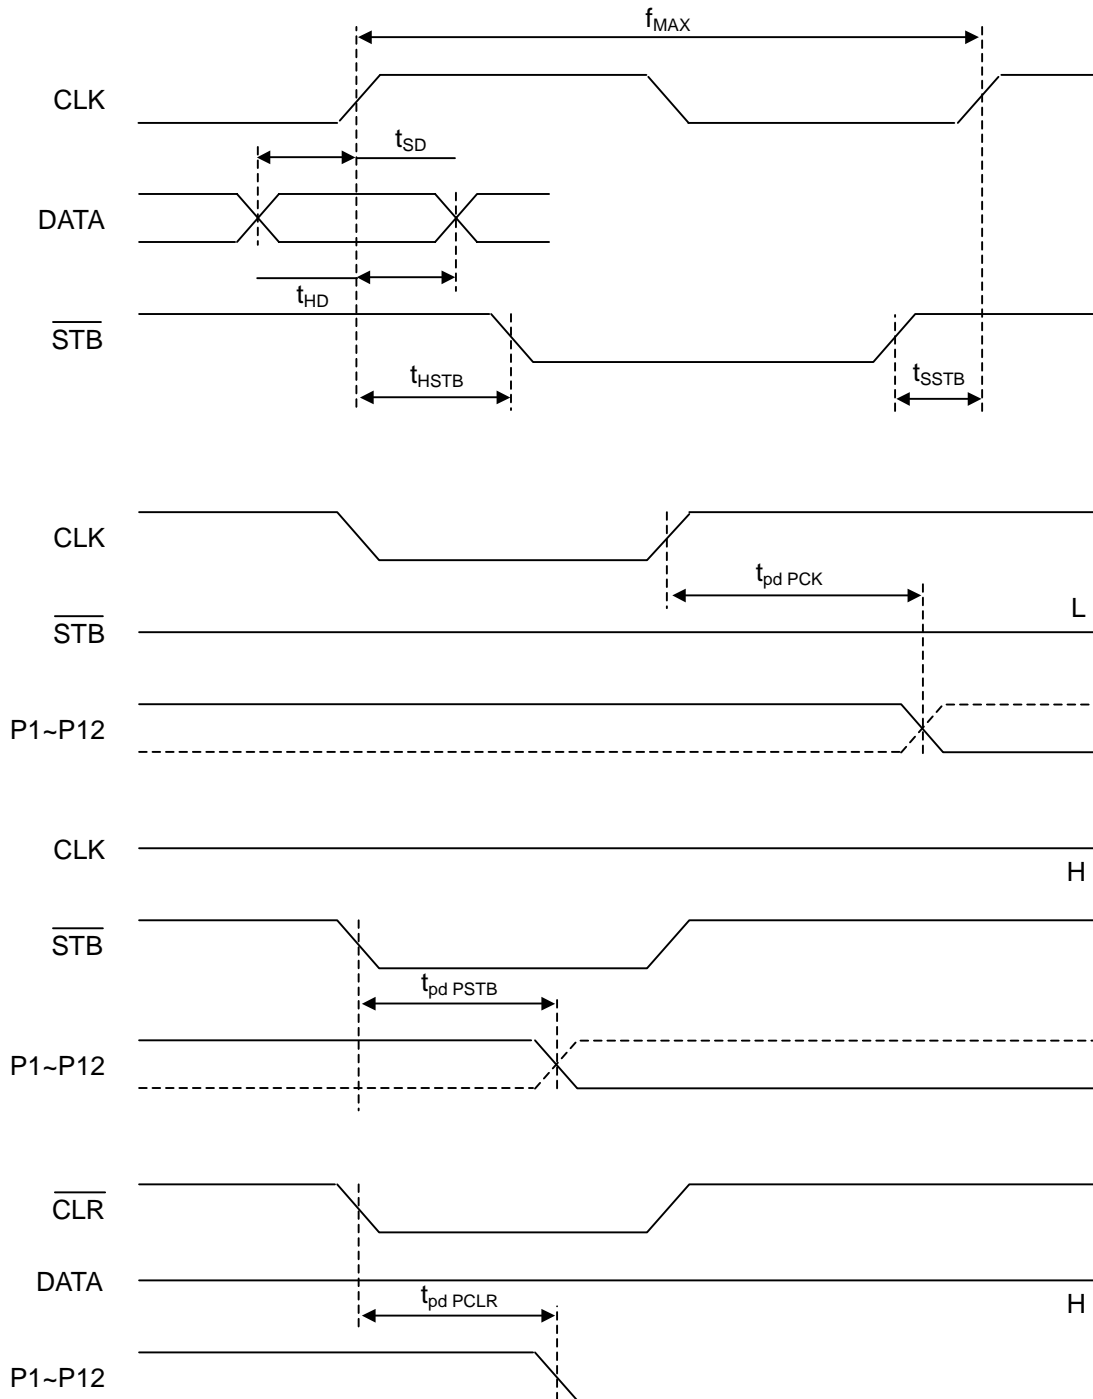 fMAX
CLK
tSD
DATA
tHD
STB
tHSTB
tSSTB
CLK
tpd PCK
L
STB
P1~P12
CLK
H
STB
tpd PSTB
P1~P12
CLR
DATA
H
tpd PCLR
P1~P12